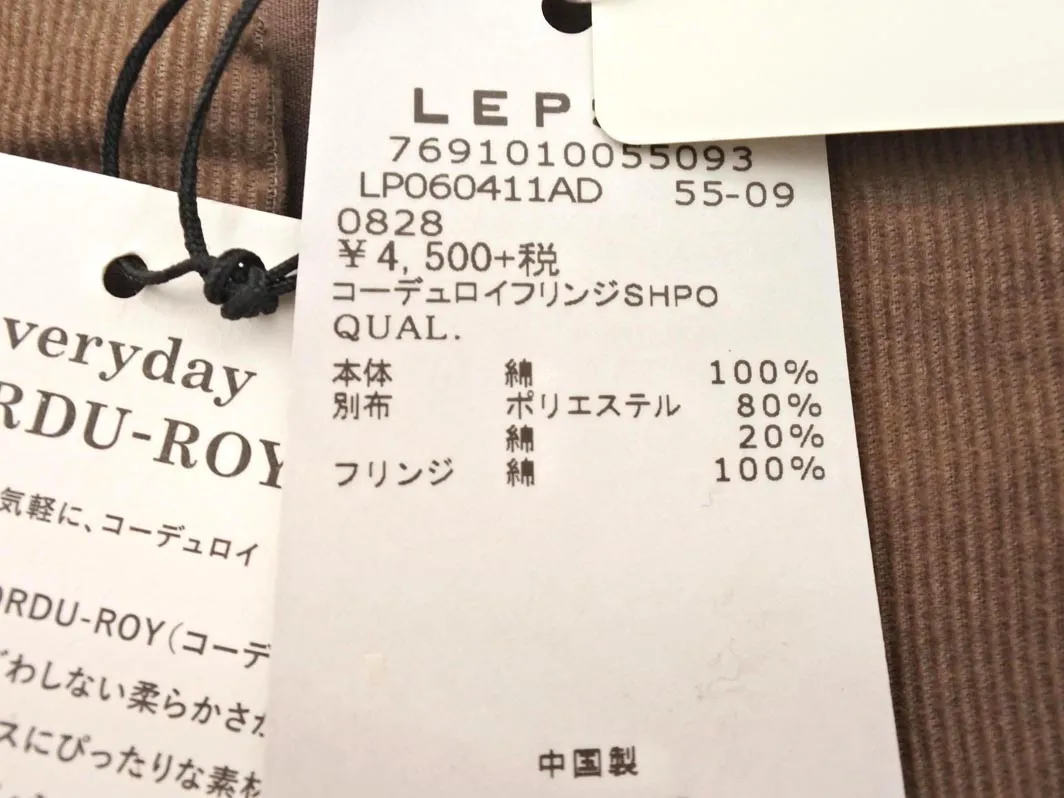 LEPS
7691010055093
LP060411AD 55-09
0828
¥4,500+税
コーデュロイフリンジSHPO
QUAL.
本体 綿 100%
別布 ポリエステル 80%
綿 20%
フリンジ 綿 100%
中国製
veryday
RDU-ROY
気軽に、コーデュロイ
ORDU-ROY(コーデ
わしない柔らかさが
スにぴったりな素材